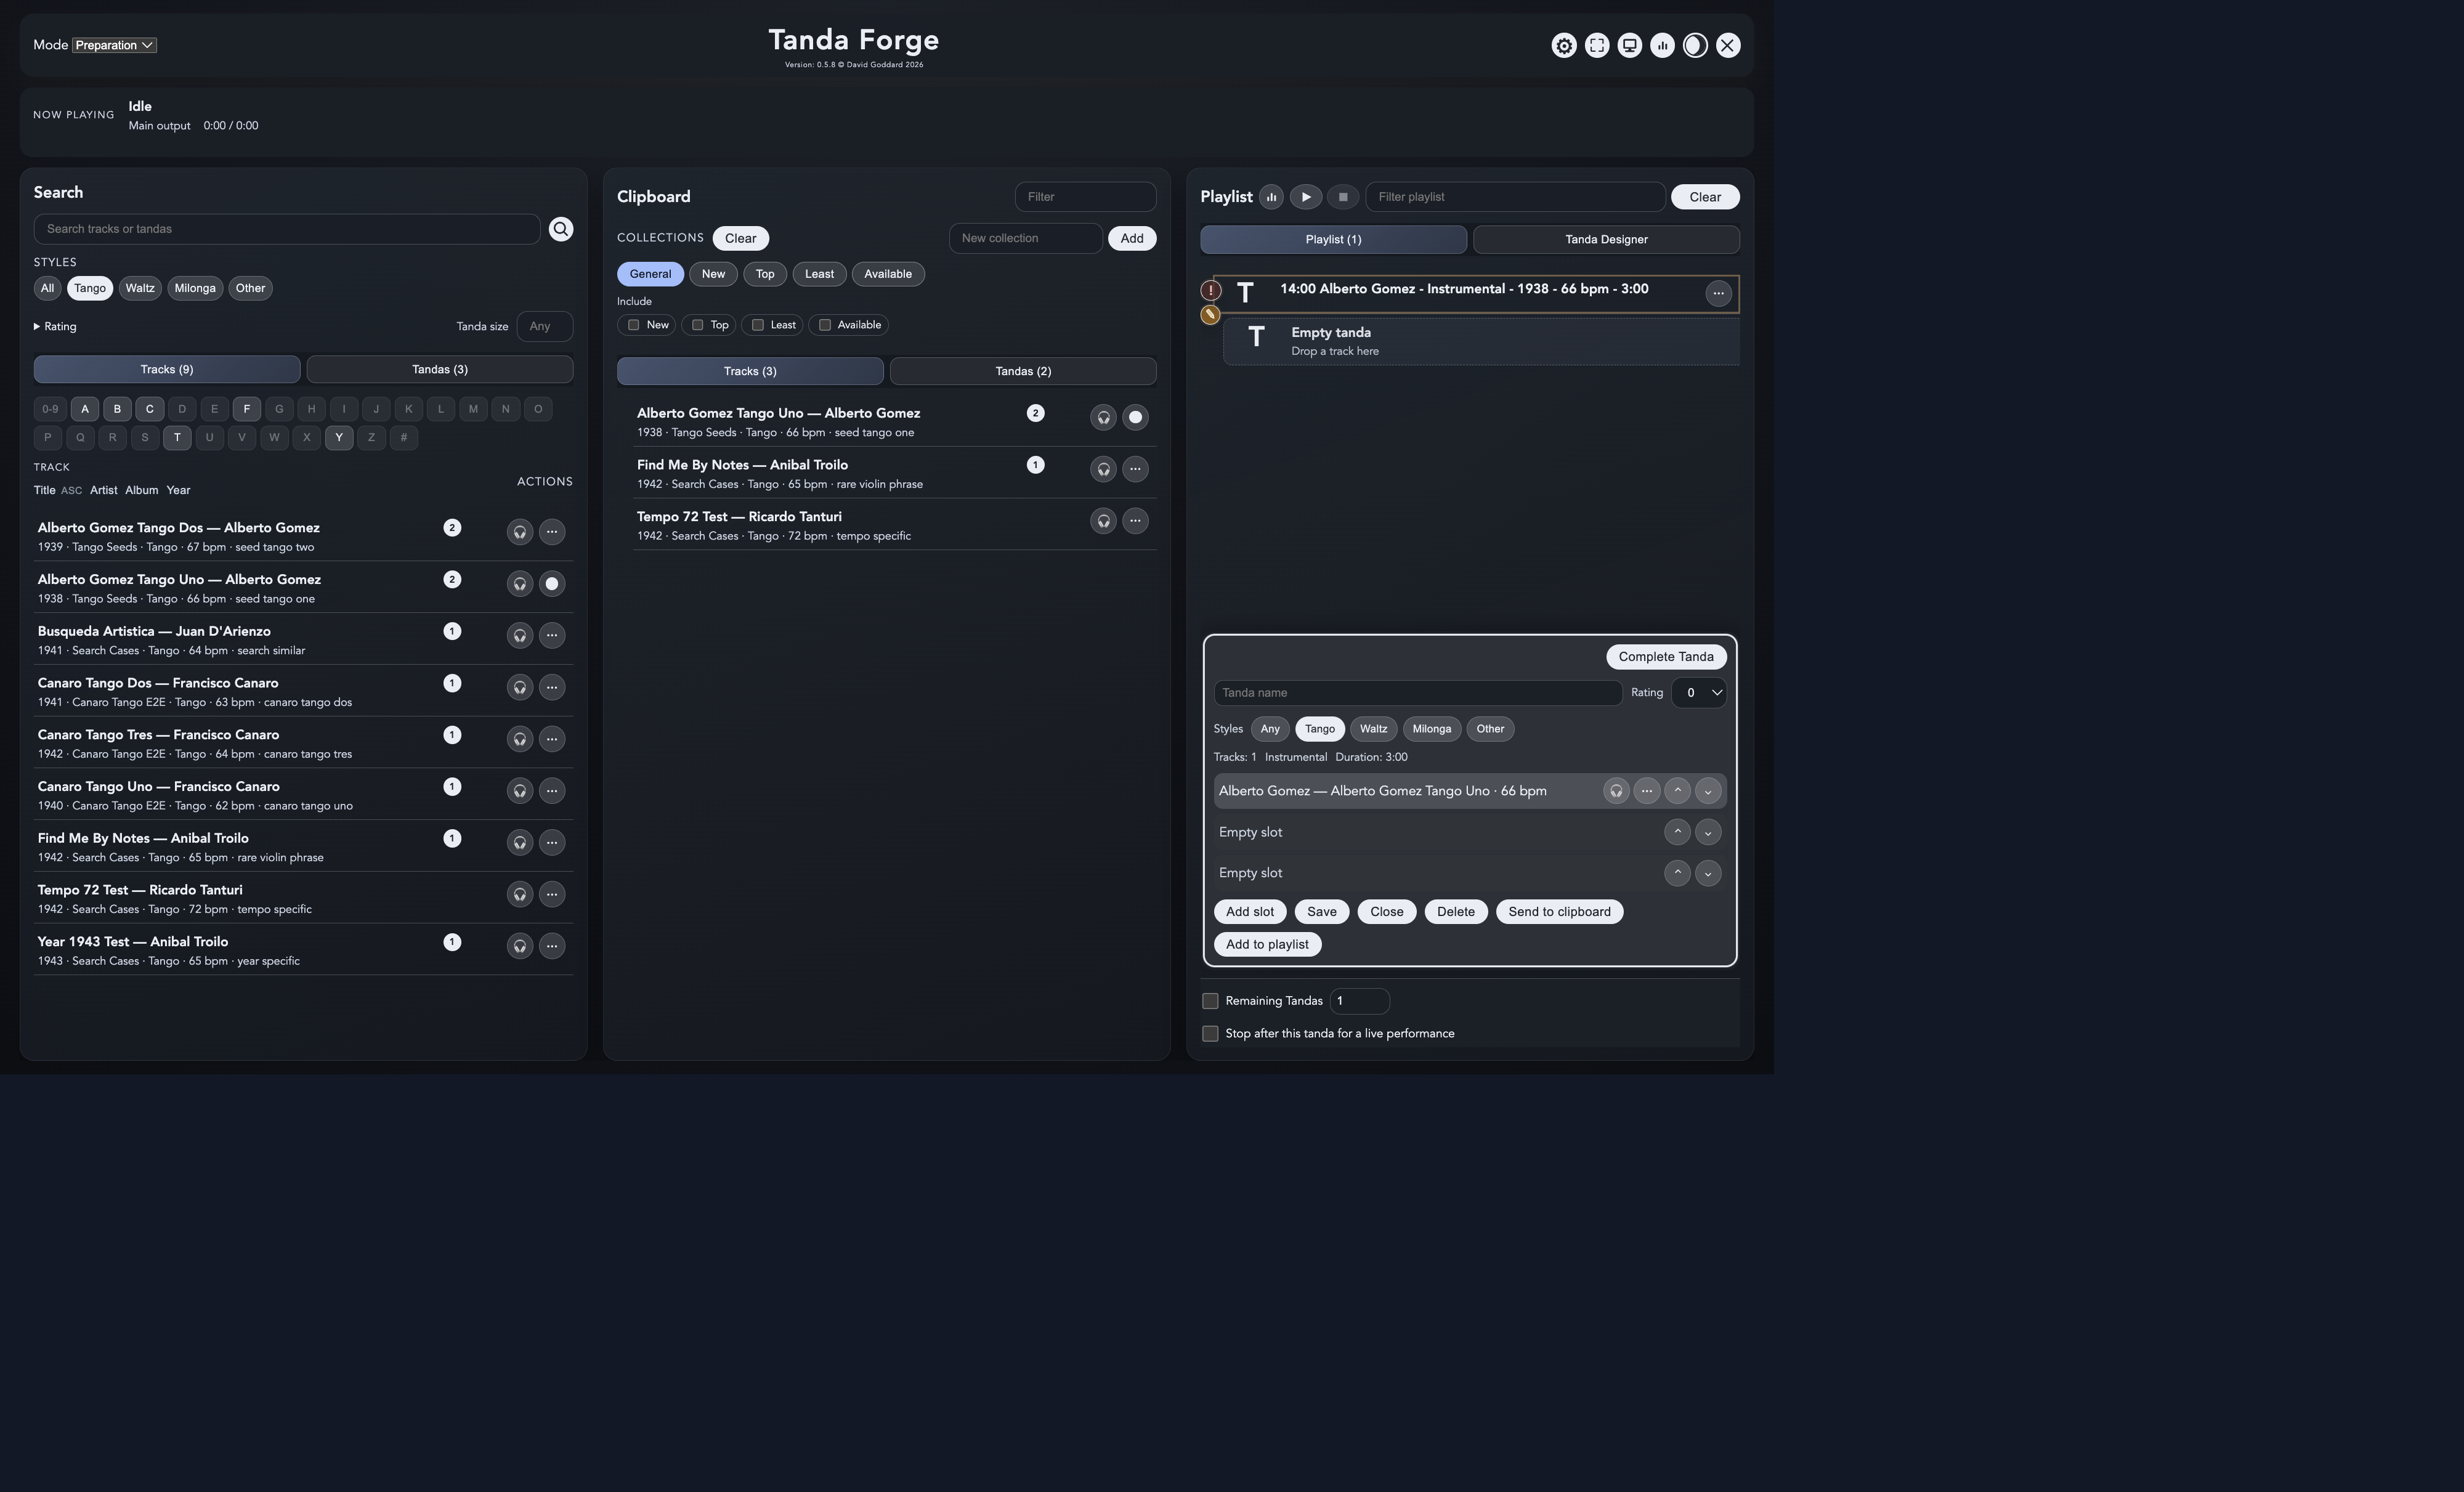 Mode Preparation
Tanda Forge
Version: 0.5.8 © David Goddard 2026
NOW PLAYING
Idle
Main output 0:00 / 0:00
Search
Search tracks or tandas
STYLES
All Tango Waltz Milonga Other
Rating Tanda size Any
Tracks (9) Tandas (3)
0-9 A B C D E F G H I J K L M N O
P Q R S T U V W X Y Z #
TRACK
ACTIONS
Title ASC Artist Album Year
Alberto Gomez Tango Dos — Alberto Gomez 2
1939 · Tango Seeds · Tango · 67 bpm · seed tango two
Alberto Gomez Tango Uno — Alberto Gomez 2
1938 · Tango Seeds · Tango · 66 bpm · seed tango one
Busqueda Artistica — Juan D'Arienzo 1
1941 · Search Cases · Tango · 64 bpm · search similar
Canaro Tango Dos — Francisco Canaro 1
1941 · Canaro Tango E2E · Tango · 63 bpm · canaro tango dos
Canaro Tango Tres — Francisco Canaro 1
1942 · Canaro Tango E2E · Tango · 64 bpm · canaro tango tres
Canaro Tango Uno — Francisco Canaro 1
1940 · Canaro Tango E2E · Tango · 62 bpm · canaro tango uno
Find Me By Notes — Anibal Troilo 1
1942 · Search Cases · Tango · 65 bpm · rare violin phrase
Tempo 72 Test — Ricardo Tanturi
1942 · Search Cases · Tango · 72 bpm · tempo specific
Year 1943 Test — Anibal Troilo 1
1943 · Search Cases · Tango · 65 bpm · year specific
Clipboard Filter
COLLECTIONS Clear New collection Add
General New Top Least Available
Include
New Top Least Available
Tracks (3) Tandas (2)
Alberto Gomez Tango Uno — Alberto Gomez 2
1938 · Tango Seeds · Tango · 66 bpm · seed tango one
Find Me By Notes — Anibal Troilo 1
1942 · Search Cases · Tango · 65 bpm · rare violin phrase
Tempo 72 Test — Ricardo Tanturi
1942 · Search Cases · Tango · 72 bpm · tempo specific
Playlist Filter playlist Clear
Playlist (1) Tanda Designer
! T 14:00 Alberto Gomez - Instrumental - 1938 - 66 bpm - 3:00
T Empty tanda
Drop a track here
Complete Tanda
Tanda name Rating 0
Styles Any Tango Waltz Milonga Other
Tracks: 1 Instrumental Duration: 3:00
Alberto Gomez — Alberto Gomez Tango Uno · 66 bpm
Empty slot
Empty slot
Add slot Save Close Delete Send to clipboard
Add to playlist
Remaining Tandas 1
Stop after this tanda for a live performance